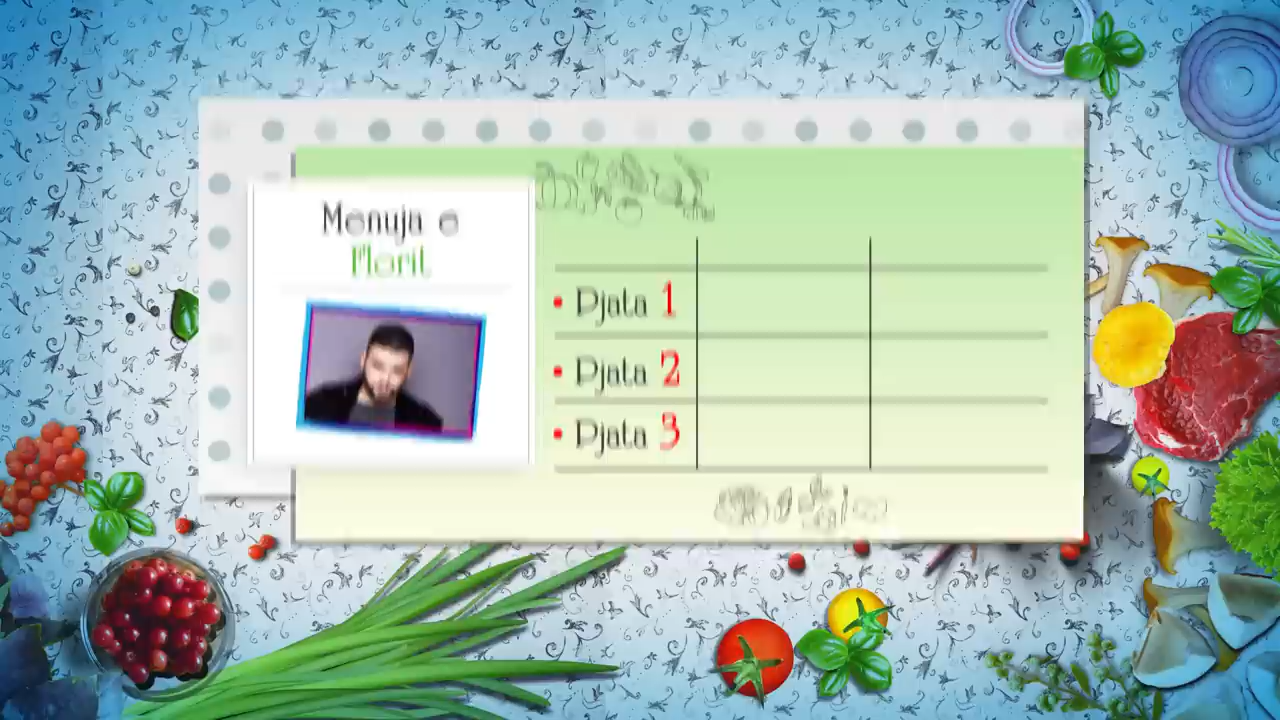 Menuja e
Florit
• Pjata 1
• Pjata 2
• Pjata 3